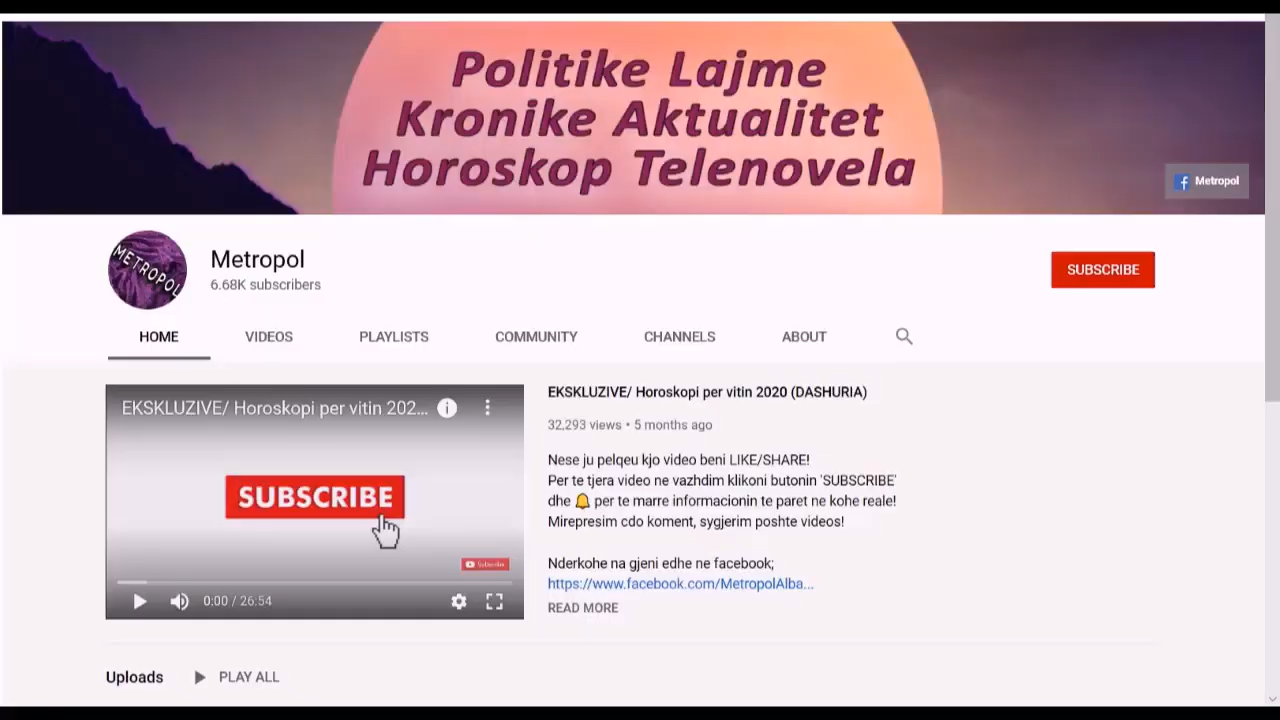 Politike Lajme
Kronike Aktualitet
Horoskop Telenovela
Metropol
METROPOL
Metropol
6.68K subscribers
SUBSCRIBE
HOME VIDEOS PLAYLISTS COMMUNITY CHANNELS ABOUT
EKSKLUZIVE/ Horoskopi per vitin 202...
SUBSCRIBE
Subscribe
0:00 / 26:54
EKSKLUZIVE/ Horoskopi per vitin 2020 (DASHURIA)
32,293 views • 5 months ago
Nese ju pelqeu kjo video beni LIKE/SHARE!
Per te tjera video ne vazhdim klikoni butonin 'SUBSCRIBE'
dhe 🔔 per te marre informacionin te paret ne kohe reale!
Mirepresim cdo koment, sygjerim poshte videos!
Nderkohe na gjeni edhe ne facebook;
https://www.facebook.com/MetropolAlba...
READ MORE
Uploads PLAY ALL